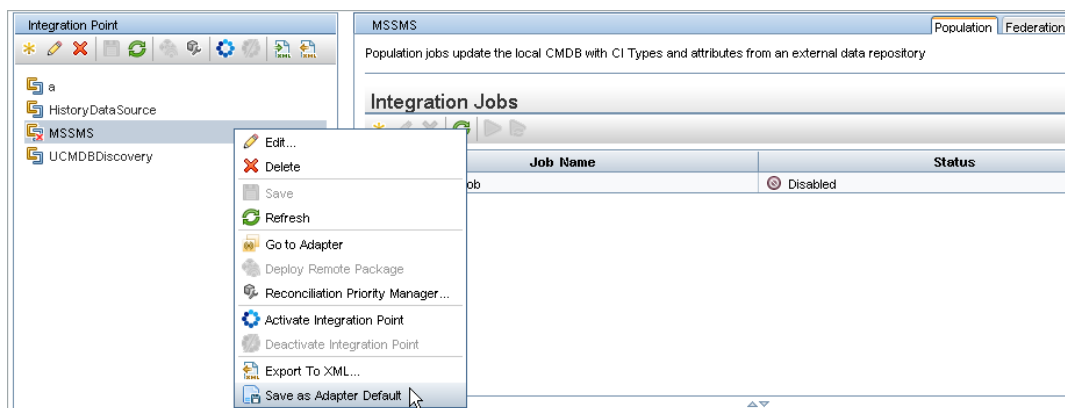 Integration Point
a
HistoryDataSource
MSSMS
UCMDBDiscovery
Edit...
Delete
Save
Refresh
Go to Adapter
Deploy Remote Package
Reconciliation Priority Manager...
Activate Integration Point
Deactivate Integration Point
Export To XML...
Save as Adapter Default
MSSMS
Population Federation
Population jobs update the local CMDB with CI Types and attributes from an external data repository
Integration Jobs
Job Name Status
ob Disabled